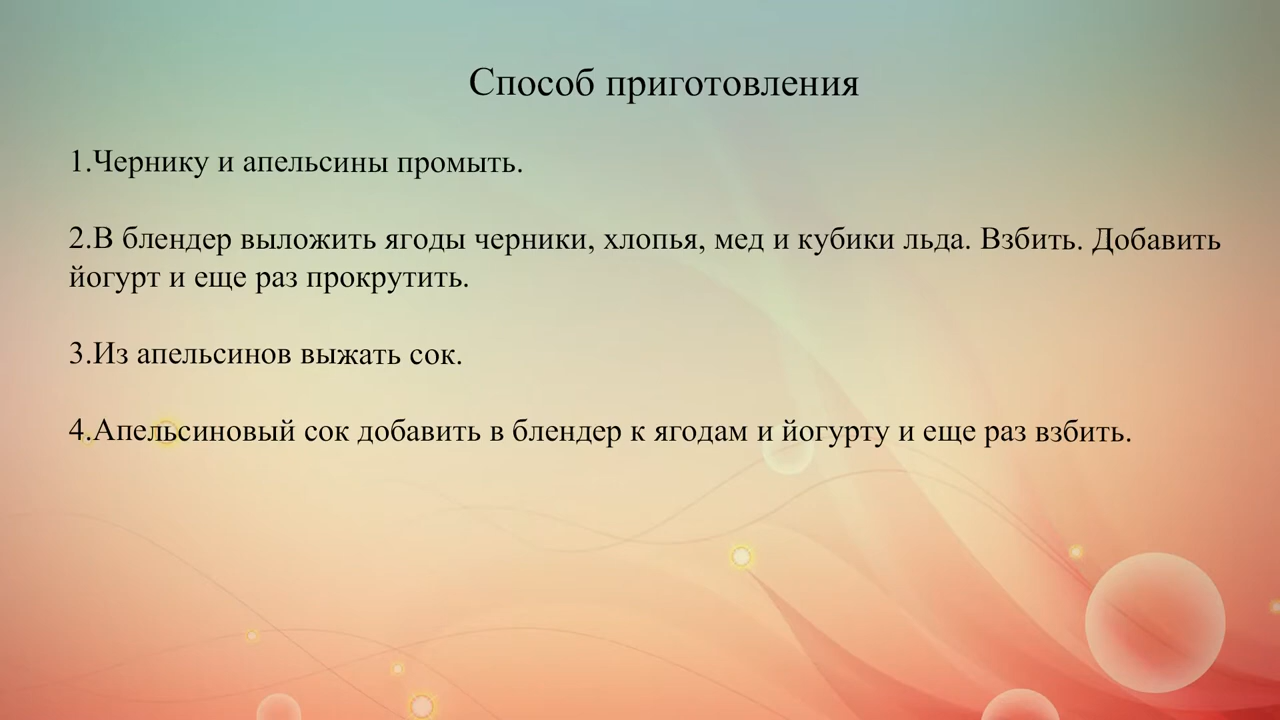 Способ приготовления
1.Чернику и апельсины промыть.
2.В блендер выложить ягоды черники, хлопья, мед и кубики льда. Взбить. Добавить
йогурт и еще раз прокрутить.
3.Из апельсинов выжать сок.
4.Апельсиновый сок добавить в блендер к ягодам и йогурту и еще раз взбить.